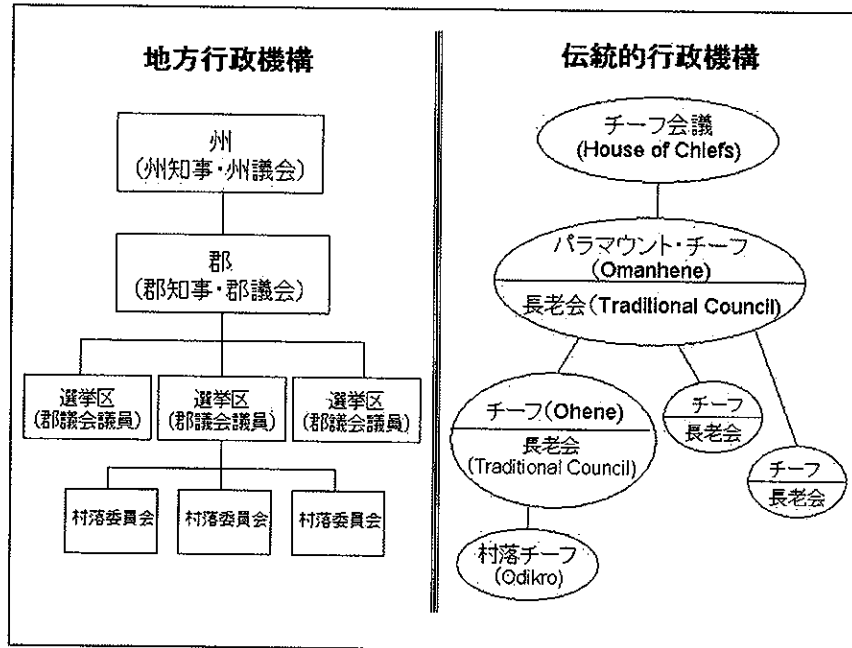 地方行政機構
州
(州知事・州議会)
郡
(郡知事・郡議会)
選挙区
(郡議会議員)
選挙区
(郡議会議員)
選挙区
(郡議会議員)
村落委員会
村落委員会
村落委員会
伝統的行政機構
チーフ会議
(House of Chiefs)
パラマウント・チーフ
(Omanhene)
長老会(Traditional Council)
チーフ(Ohene)
長老会
(Traditional Council)
チーフ
長老会
チーフ
長老会
村落チーフ
(Odikro)